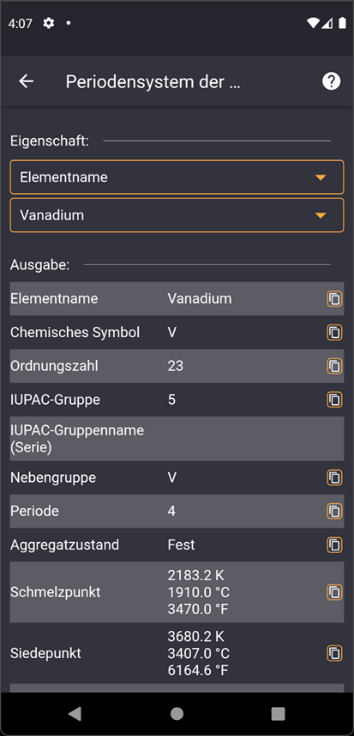 4:07
Periodensystem der ...
Eigenschaft:
Elementname
Vanadium
Ausgabe:
Elementname Vanadium
Chemisches Symbol V
Ordnungszahl 23
IUPAC-Gruppe 5
IUPAC-Gruppenname
(Serie)
Nebengruppe V
Periode 4
Aggregatzustand Fest
Schmelzpunkt
2183.2 K
1910.0 °C
3470.0 °F
Siedepunkt
3680.2 K
3407.0 °C
6164.6 °F